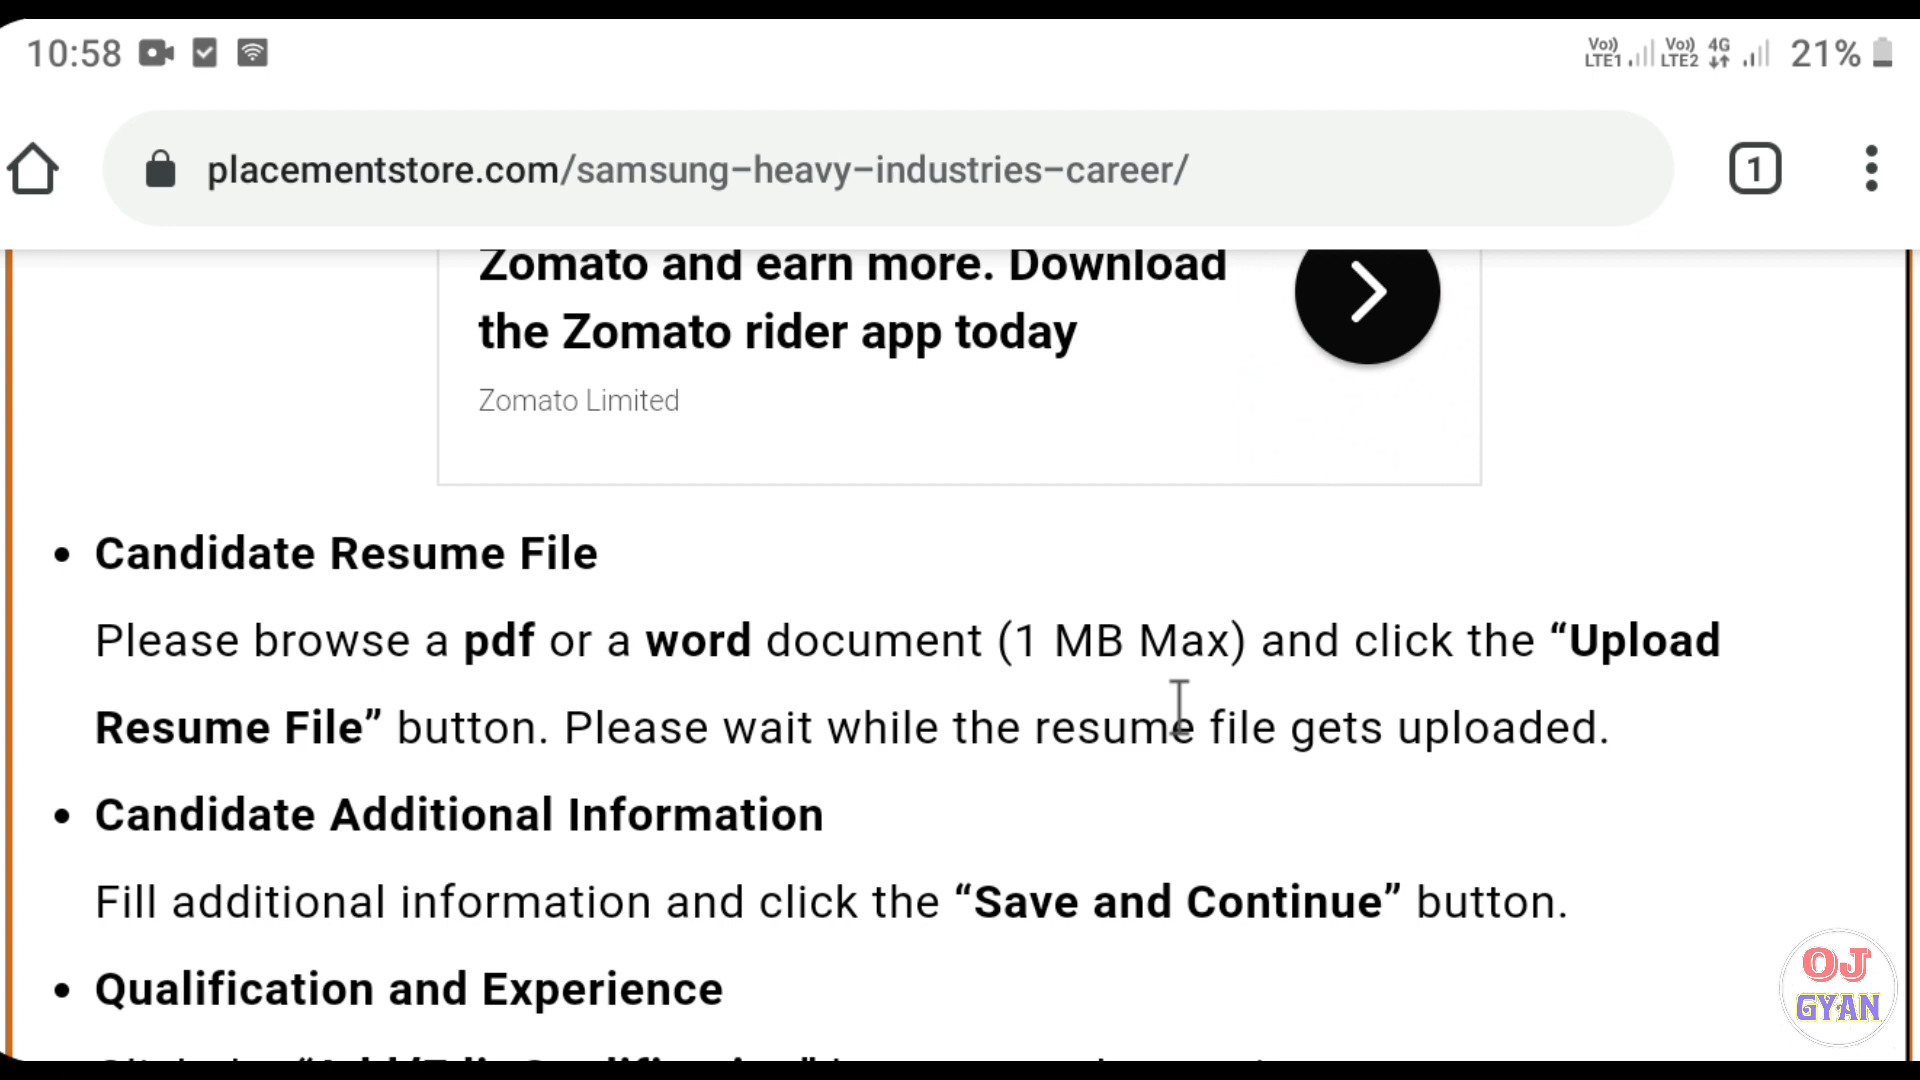 10:58
Vo)) LTE1 Vo)) LTE2 4G 21%
placementstore.com/samsung-heavy-industries-career/ 1
Zomato and earn more. Download
the Zomato rider app today
Zomato Limited
• Candidate Resume File
Please browse a pdf or a word document (1 MB Max) and click the “Upload
Resume File” button. Please wait while the resume file gets uploaded.
• Candidate Additional Information
Fill additional information and click the “Save and Continue” button.
• Qualification and Experience
OJ
GYAN